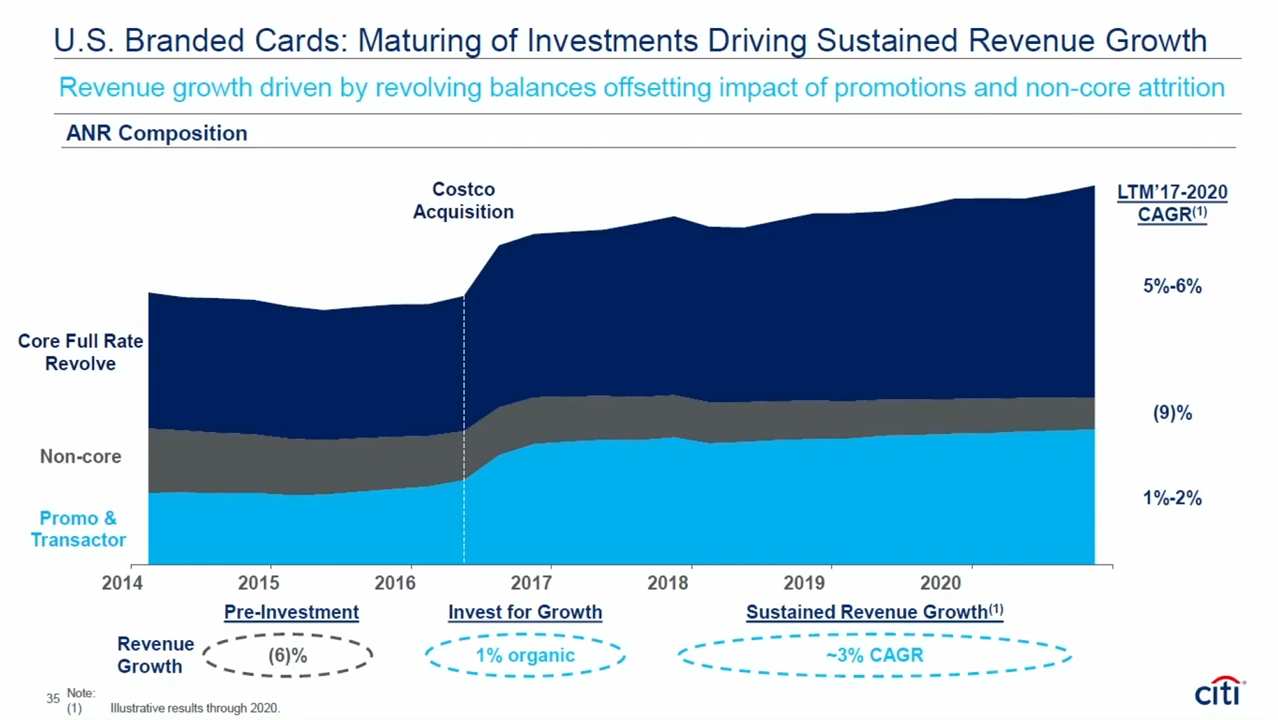 U.S. Branded Cards: Maturing of Investments Driving Sustained Revenue Growth
Revenue growth driven by revolving balances offsetting impact of promotions and non-core attrition
ANR Composition
Costco
Acquisition
LTM’17-2020
CAGR(1)
5%-6%
Core Full Rate
Revolve
(9)%
Non-core
1%-2%
Promo &
Transactor
2014 2015 2016 2017 2018 2019 2020
Pre-Investment Invest for Growth Sustained Revenue Growth(1)
Revenue
Growth
(6)% 1% organic ~3% CAGR
35 Note:
(1) Illustrative results through 2020.
citi